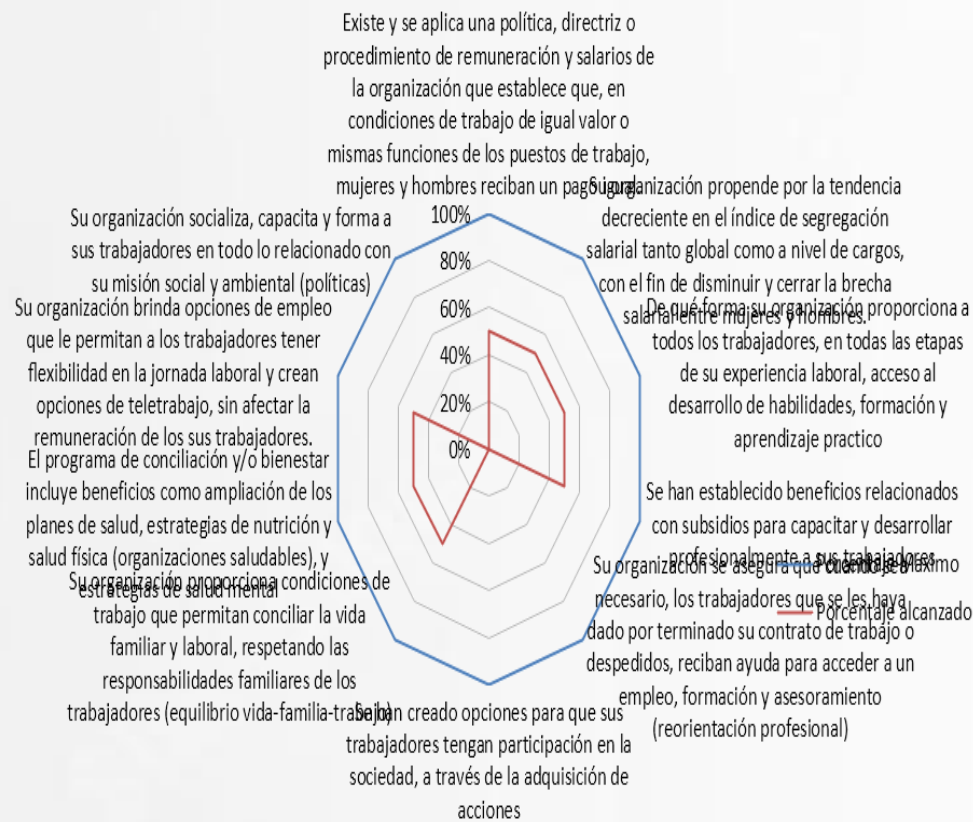 Existe y se aplica una política, directriz o
procedimiento de remuneración y salarios de
la organización que establece que, en
condiciones de trabajo de igual valor o
mismas funciones de los puestos de trabajo,
mujeres y hombres reciban un pago igual.
Su organización propende por la tendencia
decreciente en el índice de segregación
salarial tanto global como a nivel de cargos,
con el fin de disminuir y cerrar la brecha
salarial entre mujeres y hombres.
De qué forma su organización proporciona a
todos los trabajadores, en todas las etapas
de su experiencia laboral, acceso al
desarrollo de habilidades, formación y
aprendizaje practico
Se han establecido beneficios relacionados
con subsidios para capacitar y desarrollar
profesionalmente a sus trabajadores
Su organización se asegura que cuando sea
necesario, los trabajadores que se les haya
dado por terminado su contrato de trabajo o
despedidos, reciban ayuda para acceder a un
empleo, formación y asesoramiento
(reorientación profesional)
Se han creado opciones para que sus
trabajadores tengan participación en la
sociedad, a través de la adquisición de
acciones
Su organización proporciona condiciones de
trabajo que permitan conciliar la vida
familiar y laboral, respetando las
responsabilidades familiares de los
trabajadores (equilibrio vida-familia-trabajo)
El programa de conciliación y/o bienestar
incluye beneficios como ampliación de los
planes de salud, estrategias de nutrición y
salud física (organizaciones saludables), y
estrategias de salud mental
Su organización brinda opciones de empleo
que le permitan a los trabajadores tener
flexibilidad en la jornada laboral y crean
opciones de teletrabajo, sin afectar la
remuneración de los sus trabajadores.
Su organización socializa, capacita y forma a
sus trabajadores en todo lo relacionado con
su misión social y ambiental (políticas)
100%
80%
60%
40%
20%
0%
Máximo
Porcentaje alcanzado